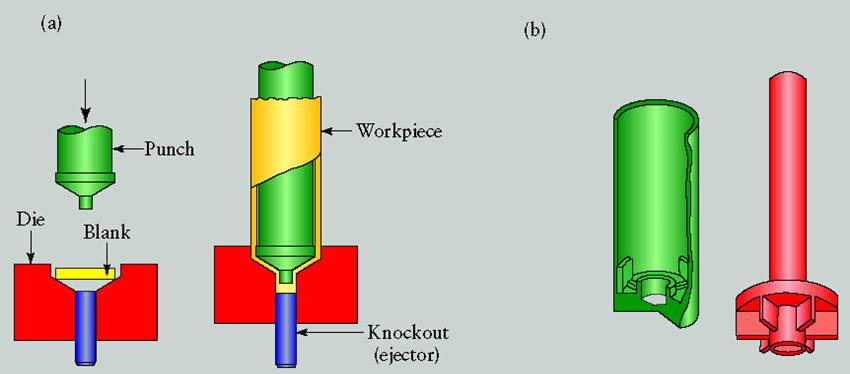 (a)
(b)
Punch
Workpiece
Die
Blank
Knockout
(ejector)